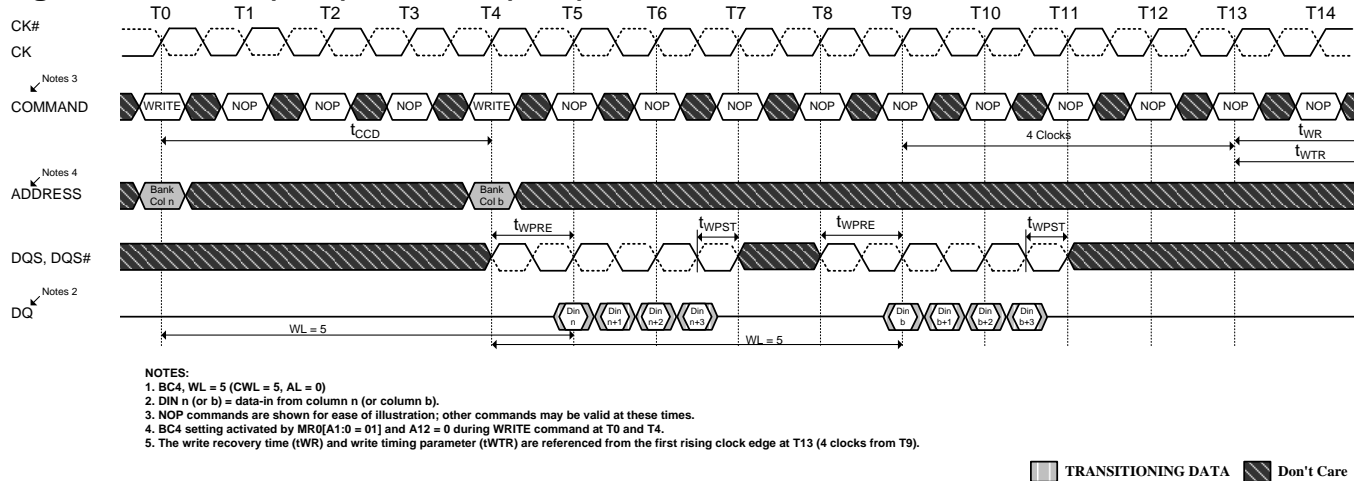 T0 T1 T2 T3 T4 T5 T6 T7 T8 T9 T10 T11 T12 T13 T14
CK#
CK
Notes 3
COMMAND WRITE NOP NOP NOP WRITE NOP NOP NOP NOP NOP NOP NOP NOP NOP NOP
tCCD 4 Clocks tWR
tWTR
Notes 4
ADDRESS Bank Col n Bank Col b
tWPRE tWPST tWPRE tWPST
DQS, DQS#
Notes 2
DQ Din n Din n+1 Din n+2 Din n+3 Din b Din b+1 Din b+2 Din b+3
WL = 5
WL = 5
NOTES:
1. BC4, WL = 5 (CWL = 5, AL = 0)
2. DIN n (or b) = data-in from column n (or column b).
3. NOP commands are shown for ease of illustration; other commands may be valid at these times.
4. BC4 setting activated by MR0[A1:0 = 01] and A12 = 0 during WRITE command at T0 and T4.
5. The write recovery time (tWR) and write timing parameter (tWTR) are referenced from the first rising clock edge at T13 (4 clocks from T9).
TRANSITIONING DATA Don't Care